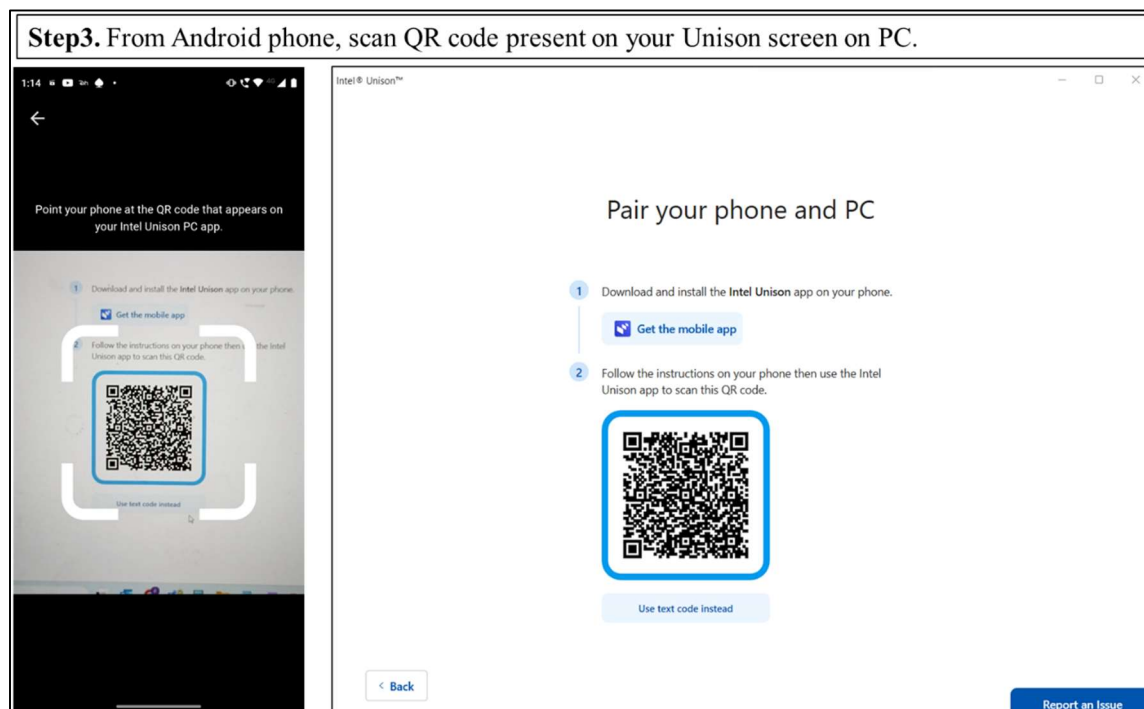 Step3. From Android phone, scan QR code present on your Unison screen on PC.
1:14
4G
Point your phone at the QR code that appears on
your Intel Unison PC app.
1 Download and install the Intel Unison app on your phone.
Get the mobile app
2 Follow the instructions on your phone then the Intel
Unison app to scan this QR code.
Use text code instead
Intel® Unison™
Pair your phone and PC
1 Download and install the Intel Unison app on your phone.
Get the mobile app
2 Follow the instructions on your phone then use the Intel
Unison app to scan this QR code.
Use text code instead
< Back
Report an Issue